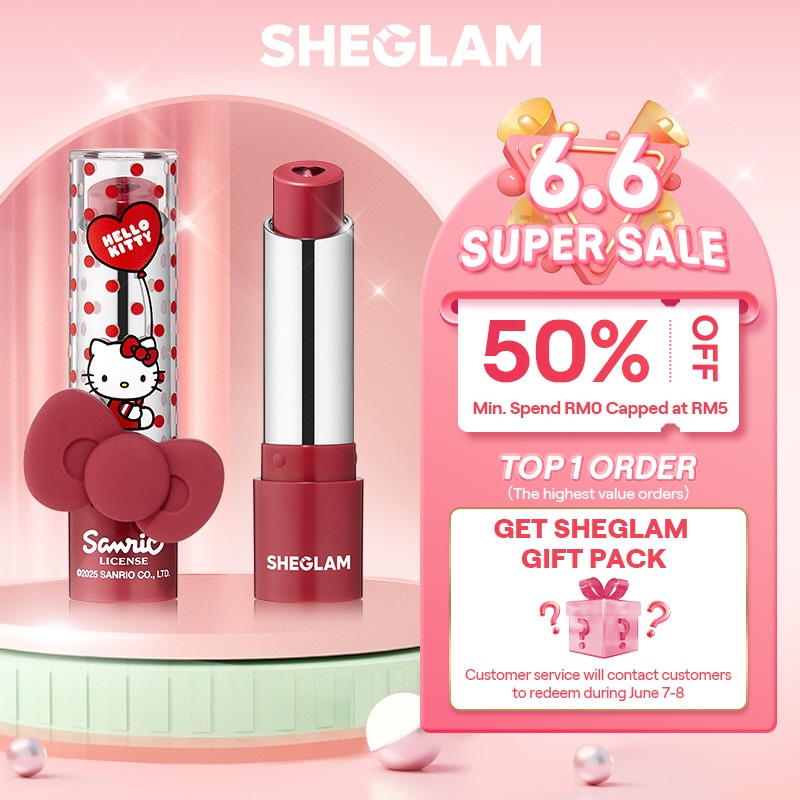 SHEGLAM
HELLO
KITTY
Sanrio
LICENSE
©2025 SANRIO CO., LTD.
SHEGLAM
6.6
SUPER SALE
50% OFF
Min. Spend RM0 Capped at RM5
TOP 1 ORDER
(The highest value orders)
GET SHEGLAM
GIFT PACK
? ? ? ?
Customer service will contact customers
to redeem during June 7-8